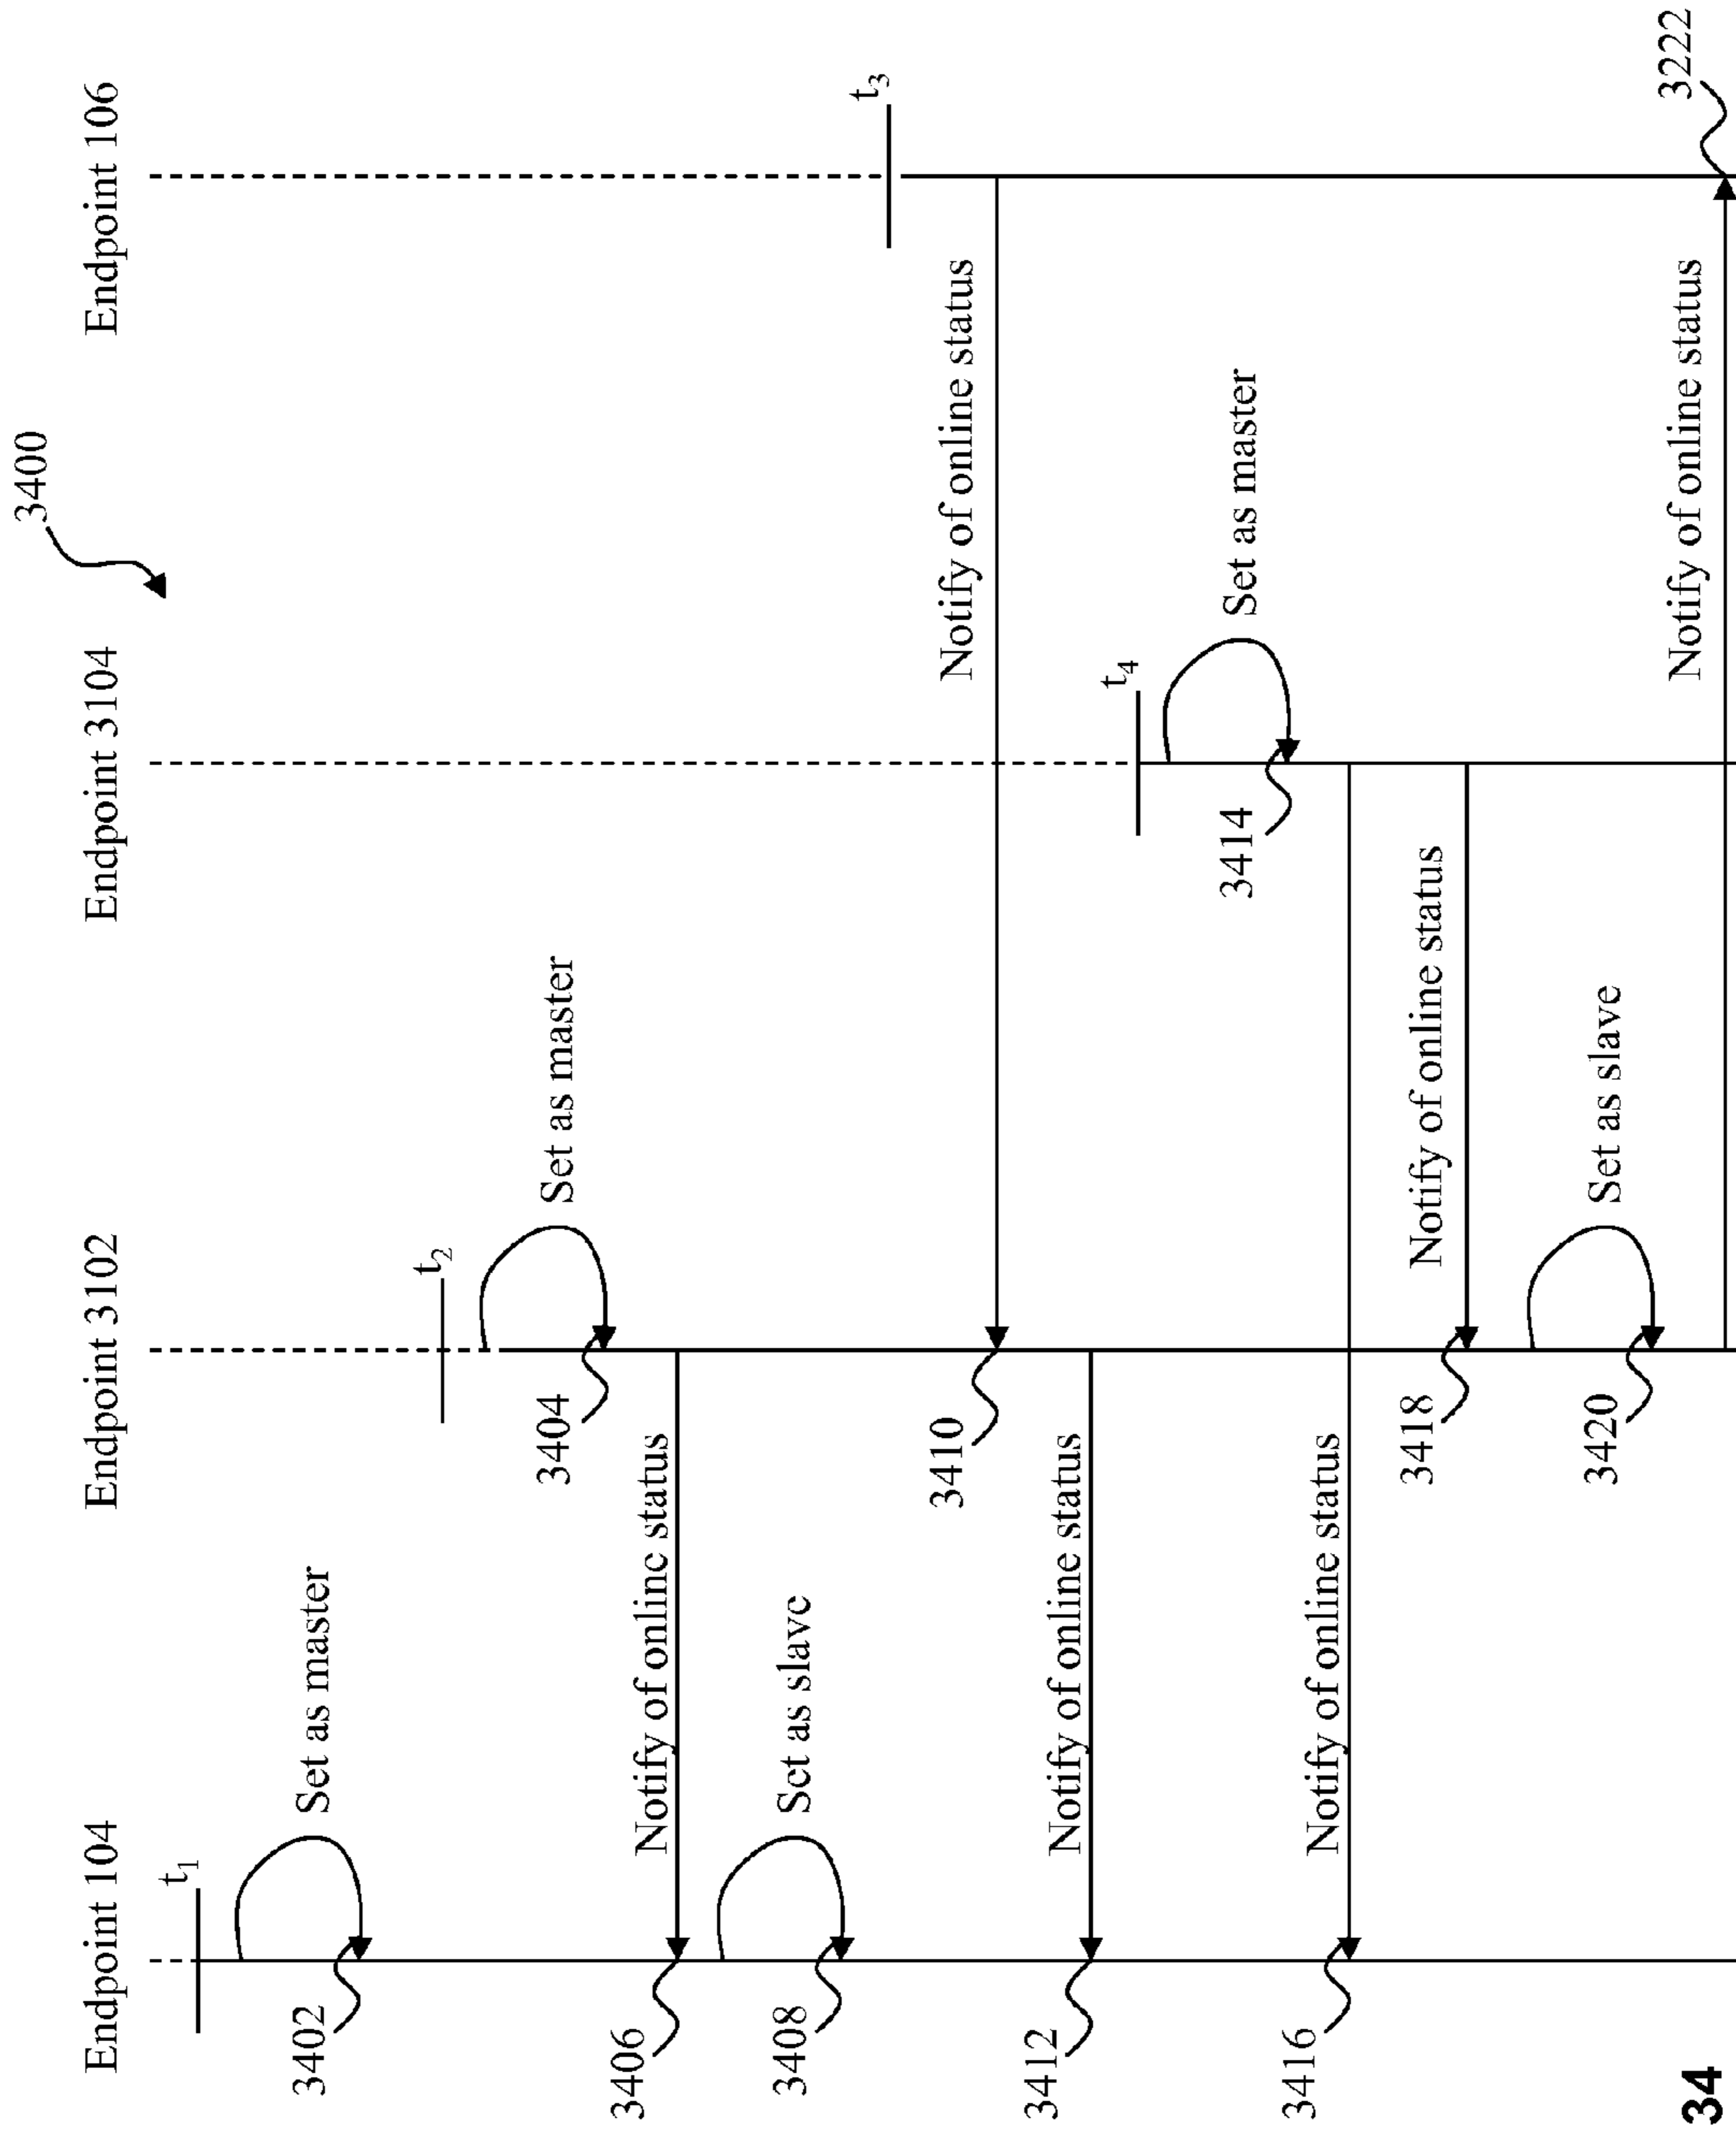 3400
Endpoint 104
Endpoint 3102
Endpoint 3104
Endpoint 106
t1
Set as master
3402
t2
Set as master
3404
Notify of online status
3406
Set as slave
3408
t3
Notify of online status
3410
Notify of online status
3412
t4
Set as master
3414
Notify of online status
3416
Notify of online status
3418
Set as slave
3420
Notify of online status
3222
34